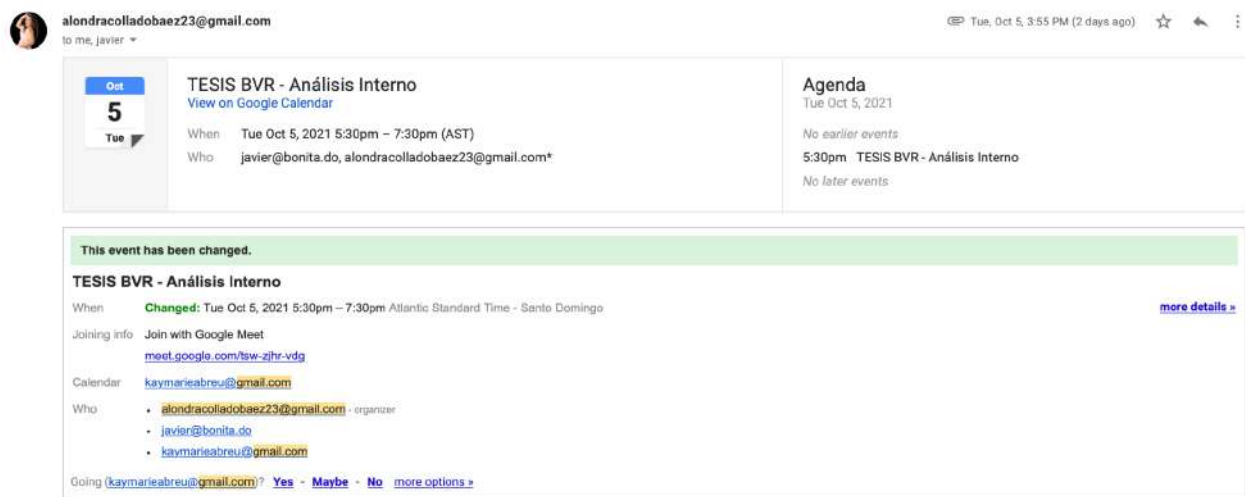 alondracolladobaez23@gmail.com
Tue, Oct 5, 3:55 PM (2 days ago)
to me, javier
Oct
5
Tue
TESIS BVR - Análisis Interno
View on Google Calendar
When Tue Oct 5, 2021 5:30pm – 7:30pm (AST)
Who javier@bonita.do, alondracolladobaez23@gmail.com*
Agenda
Tue Oct 5, 2021
No earlier events
5:30pm TESIS BVR - Análisis Interno
No later events
This event has been changed.
TESIS BVR - Análisis Interno
When Changed: Tue Oct 5, 2021 5:30pm – 7:30pm Atlantic Standard Time - Santo Domingo
more details »
Joining info Join with Google Meet
meet.google.com/tsw-zjhr-vdg
Calendar kaymarieabreu@gmail.com
Who • alondracolladobaez23@gmail.com - organizer
• javier@bonita.do
• kaymarieabreu@gmail.com
Going (kaymarieabreu@gmail.com)? Yes - Maybe - No more options »